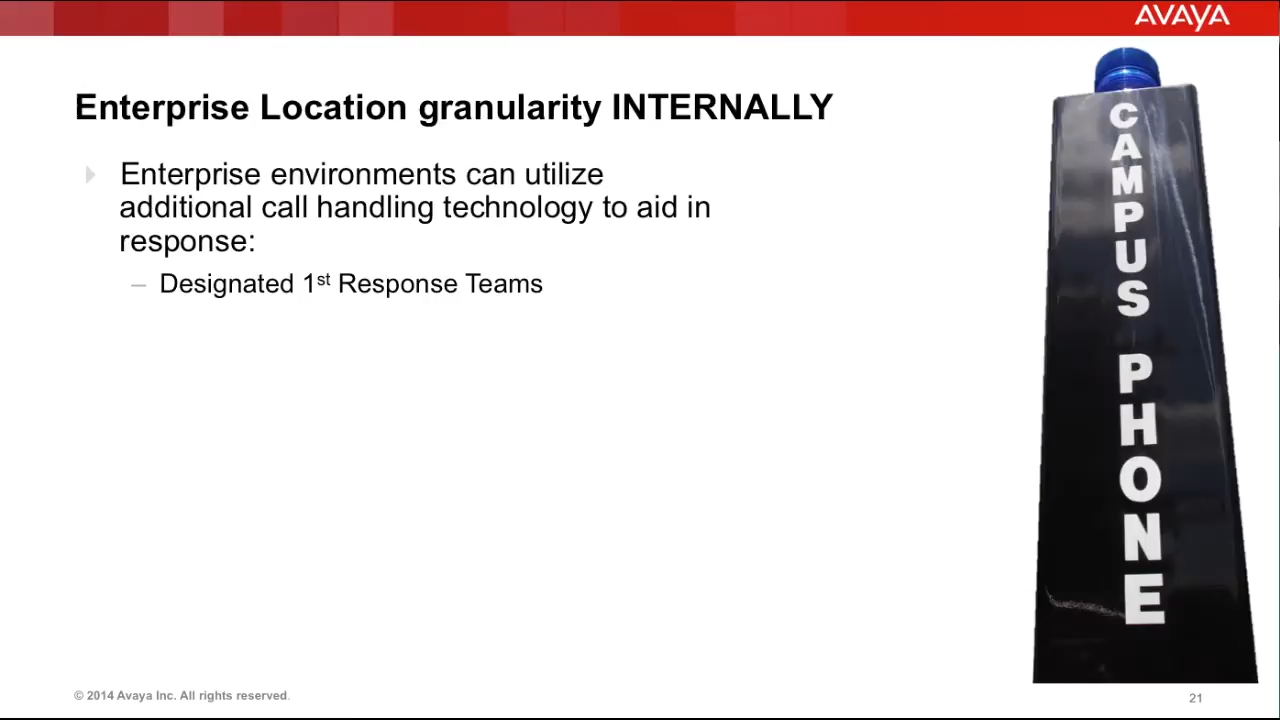 AVAYA
Enterprise Location granularity INTERNALLY
Enterprise environments can utilize
additional call handling technology to aid in
response:
– Designated 1st Response Teams
CAMPUS PHONE
© 2014 Avaya Inc. All rights reserved.
21